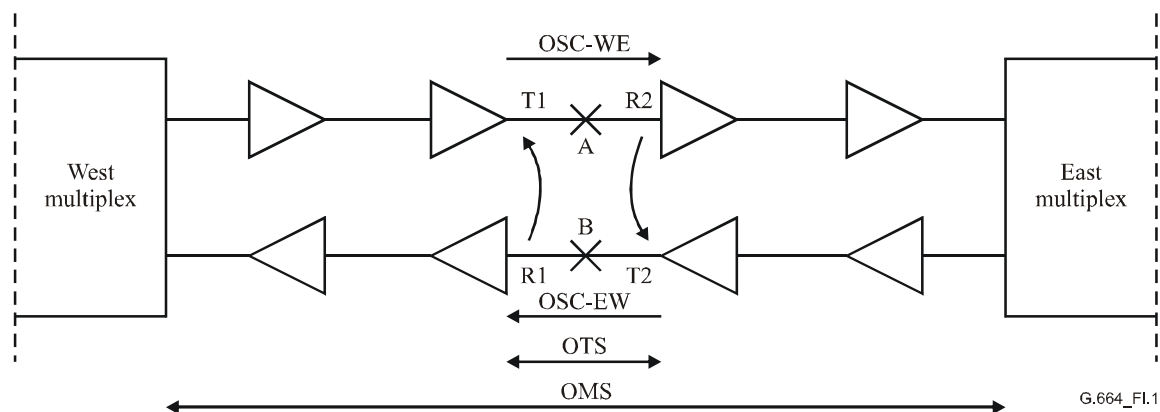 OSC-WE
T1
R2
A
West
multiplex
East
multiplex
B
R1
T2
OSC-EW
OTS
OMS
G.664_FI.1